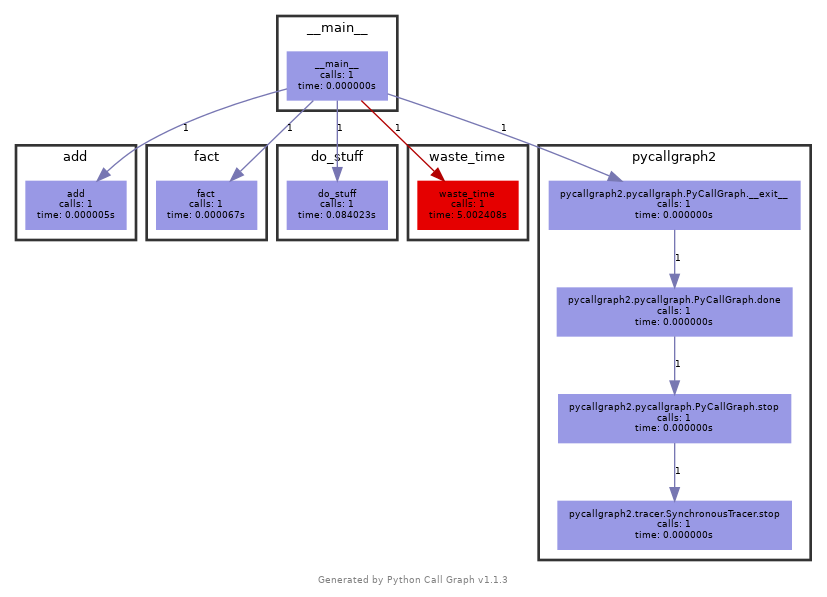 __main__
__main__
calls: 1
time: 0.000000s
1
1
1
1
1
add
add
calls: 1
time: 0.000005s
fact
fact
calls: 1
time: 0.000067s
do_stuff
do_stuff
calls: 1
time: 0.084023s
waste_time
waste_time
calls: 1
time: 5.002408s
pycallgraph2
pycallgraph2.pycallgraph.PyCallGraph.__exit__
calls: 1
time: 0.000000s
1
pycallgraph2.pycallgraph.PyCallGraph.done
calls: 1
time: 0.000000s
1
pycallgraph2.pycallgraph.PyCallGraph.stop
calls: 1
time: 0.000000s
1
pycallgraph2.tracer.SynchronousTracer.stop
calls: 1
time: 0.000000s
Generated by Python Call Graph v1.1.3